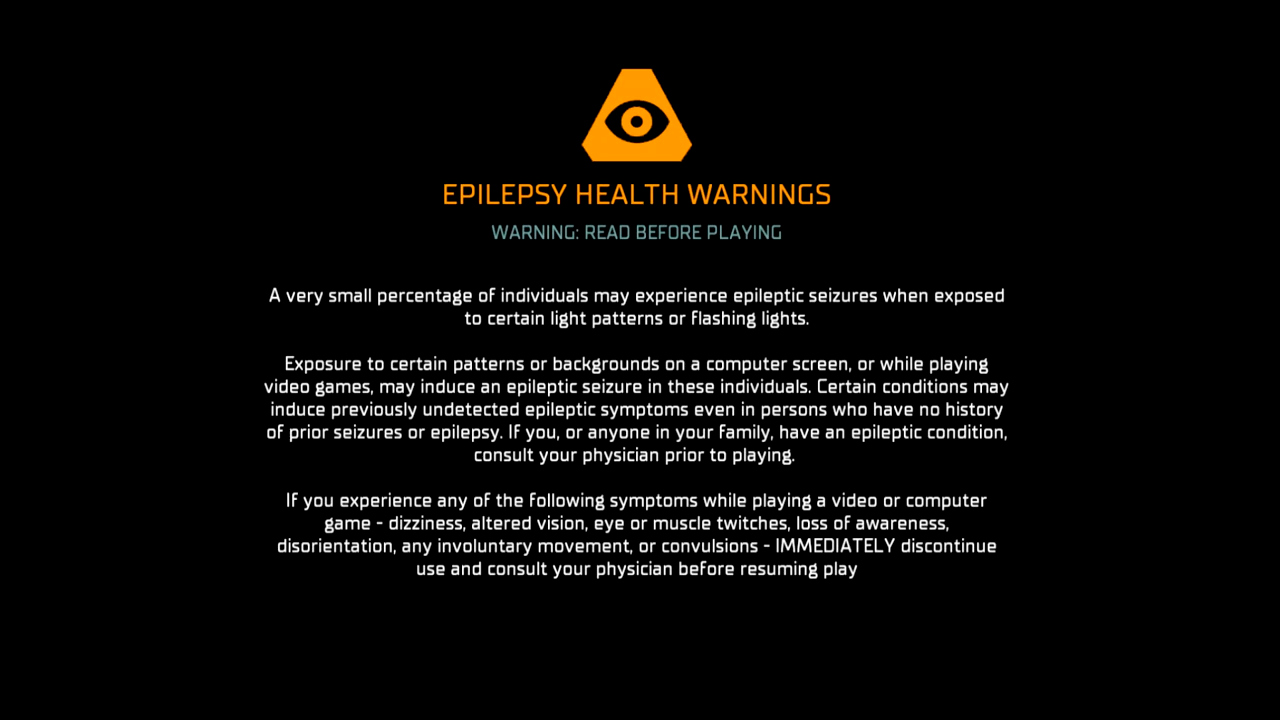 EPILEPSY HEALTH WARNINGS
WARNING: READ BEFORE PLAYING
A very small percentage of individuals may experience epileptic seizures when exposed
to certain light patterns or flashing lights.
Exposure to certain patterns or backgrounds on a computer screen, or while playing
video games, may induce an epileptic seizure in these individuals. Certain conditions may
induce previously undetected epileptic symptoms even in persons who have no history
of prior seizures or epilepsy. If you, or anyone in your family, have an epileptic condition,
consult your physician prior to playing.
If you experience any of the following symptoms while playing a video or computer
game - dizziness, altered vision, eye or muscle twitches, loss of awareness,
disorientation, any involuntary movement, or convulsions - IMMEDIATELY discontinue
use and consult your physician before resuming play